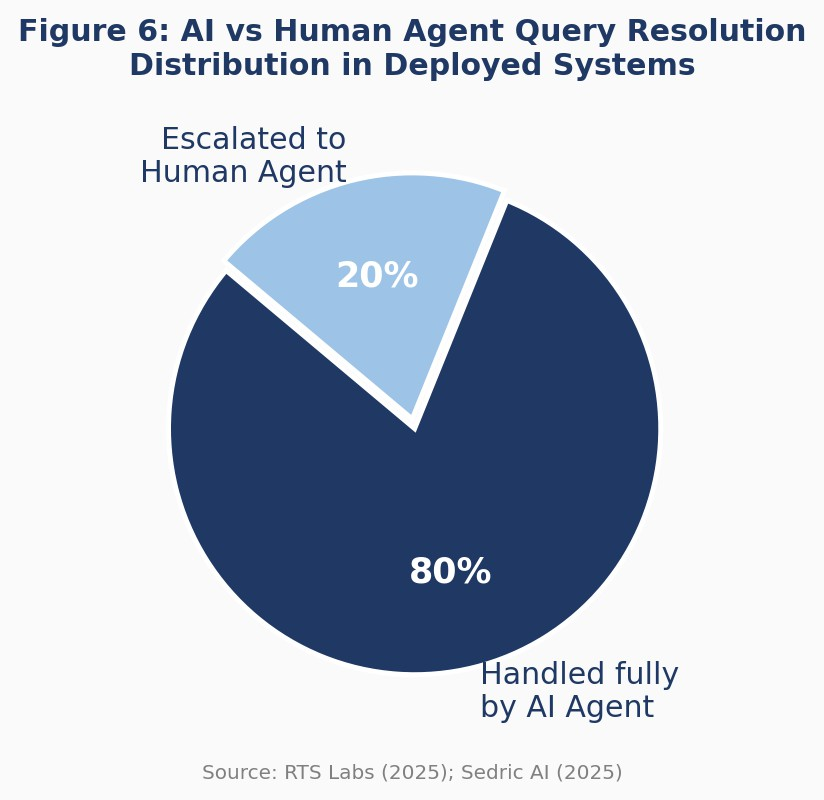 Figure 6: AI vs Human Agent Query Resolution
Distribution in Deployed Systems
Escalated to
Human Agent
20%
80%
Handled fully
by AI Agent
Source: RTS Labs (2025); Sedric AI (2025)